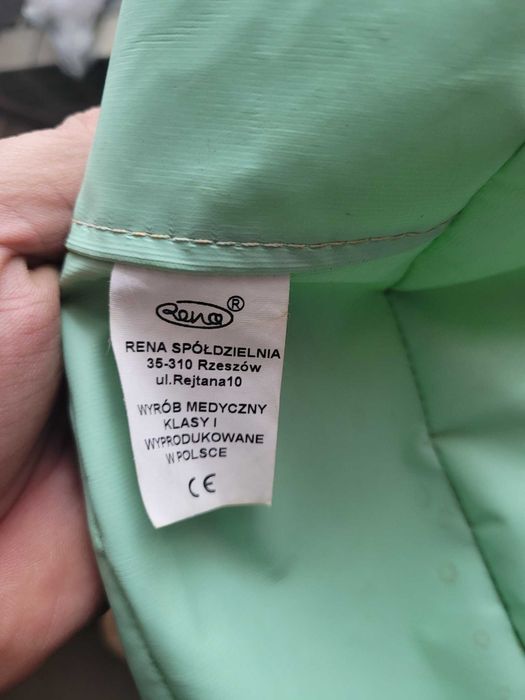 Rena ®
RENA SPÓŁDZIELNIA
35-310 Rzeszów
ul.Rejtana10
WYRÓB MEDYCZNY
KLASY I
WYPRODUKOWANE
W POLSCE
CE